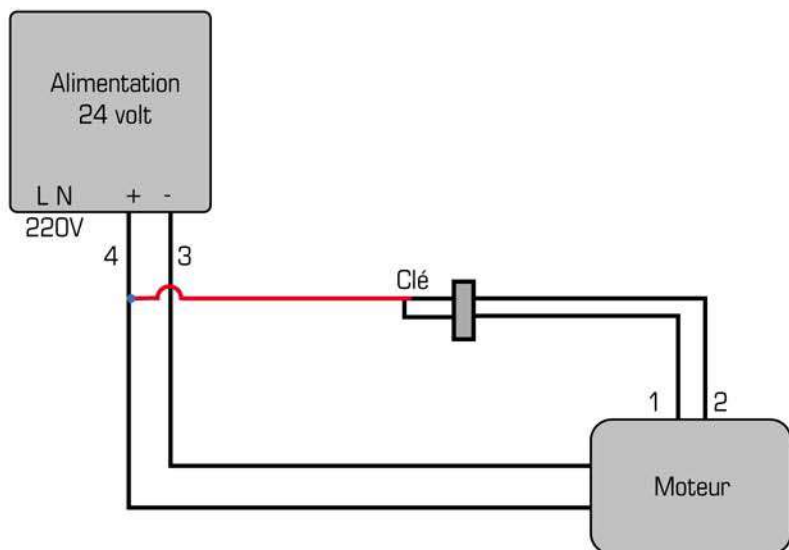 Alimentation
24 volt
L N + -
220V
4 3
Clé
1 2
Moteur